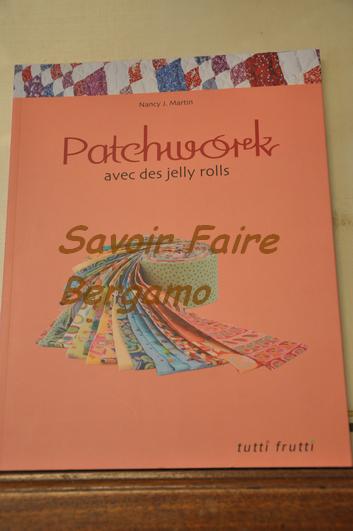 Nancy J. Martin
Patchwork
avec des jelly rolls
Savoir Faire
Bergamo
tutti frutti